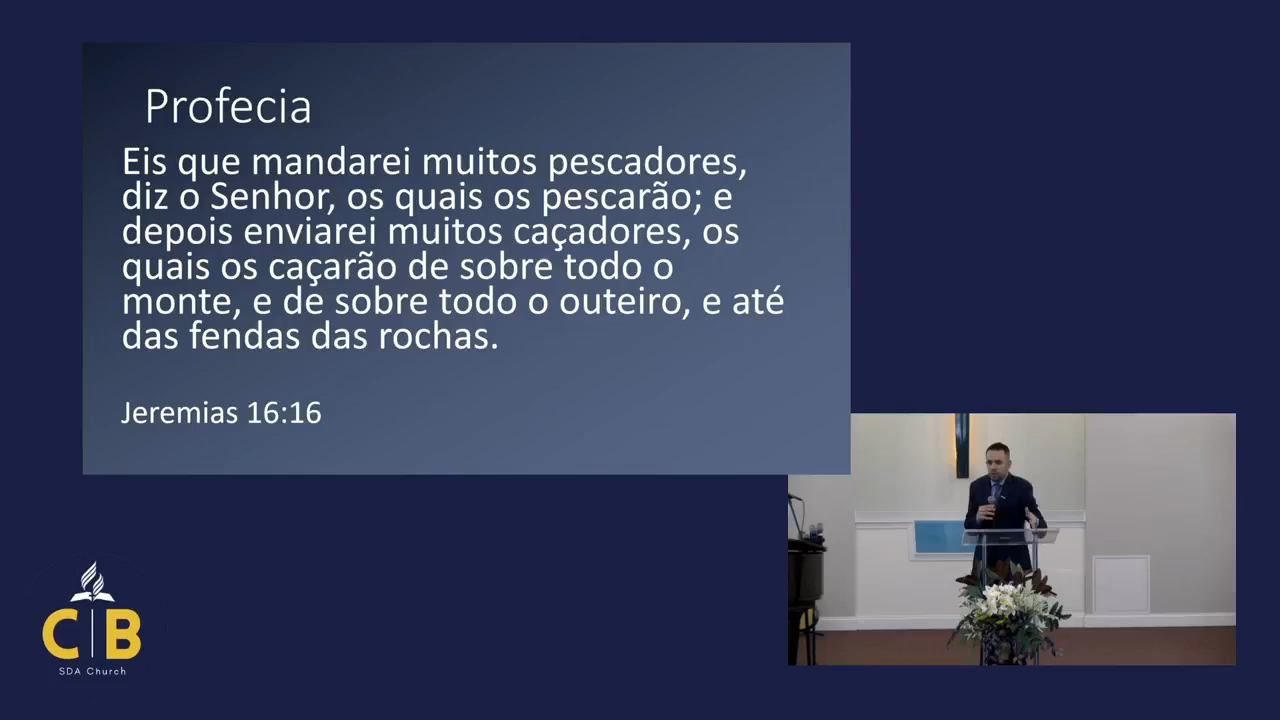 Profecia
Eis que mandarei muitos pescadores,
diz o Senhor, os quais os pescarão; e
depois enviarei muitos caçadores, os
quais os caçarão de sobre todo o
monte, e de sobre todo o outeiro, e até
das fendas das rochas.
Jeremias 16:16
C|B
SDA Church